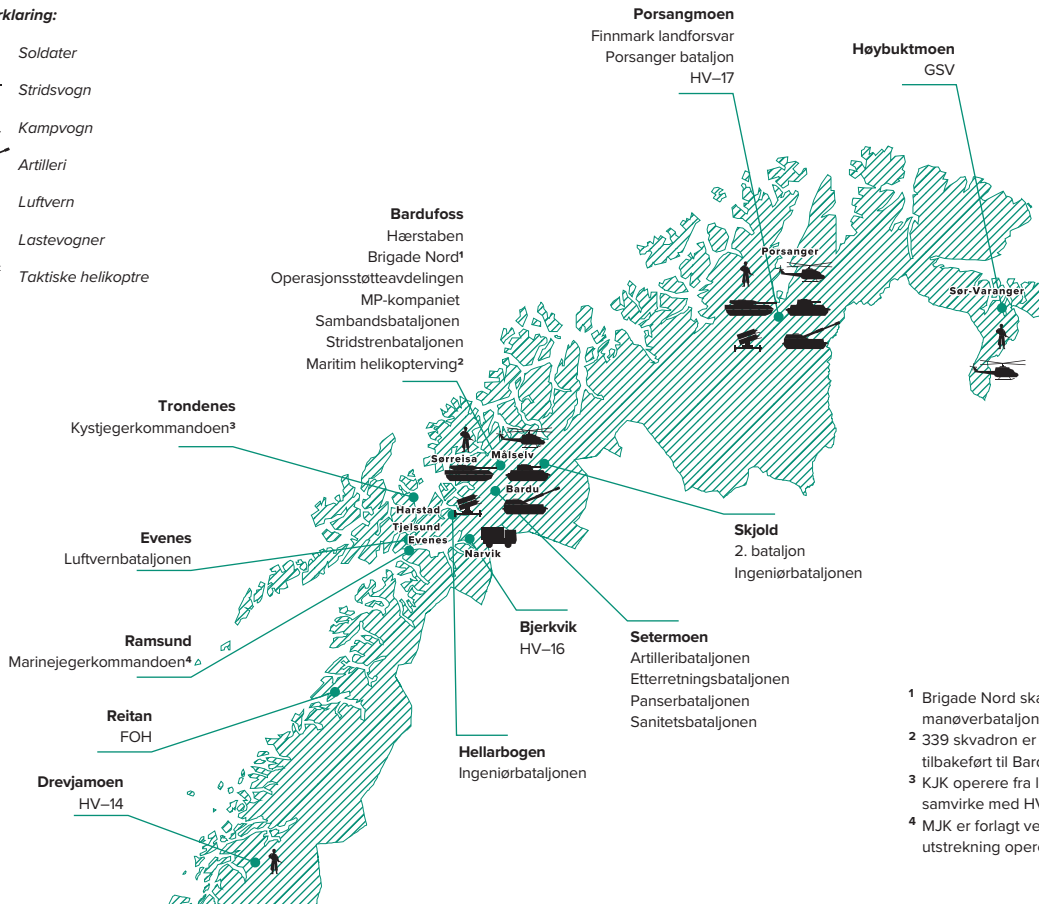 rklaring:
Soldater
Stridsvogn
Kampvogn
Artilleri
Luftvern
Lastevogner
Taktiske helikoptre
Porsangmoen
Finnmark landforsvar
Porsanger bataljon
HV–17
Høybuktmoen
GSV
Bardufoss
Hærstaben
Brigade Nord¹
Operasjonsstøtteavdelingen
MP-kompaniet
Sambandsbataljonen
Stridstrenbataljonen
Maritim helikopterving²
Porsanger
Sør-Varanger
Trondenes
Kystjegerkommandoen³
Sørreisa
Målselv
Bardu
Harstad
Tjelsund
Evenes
Narvik
Evenes
Luftvernbataljonen
Skjold
2. bataljon
Ingeniørbataljonen
Ramsund
Marinejegerkommandoen⁴
Bjerkvik
HV–16
Setermoen
Artilleribataljonen
Etterretningsbataljonen
Panserbataljonen
Sanitetsbataljonen
Reitan
FOH
Hellarbogen
Ingeniørbataljonen
Drevjamoen
HV–14
¹ Brigade Nord ska
manøverbataljon
² 339 skvadron er
tilbakeført til Bard
³ KJK operere fra
samvirke med HV
⁴ MJK er forlagt ve
utstrekning oper